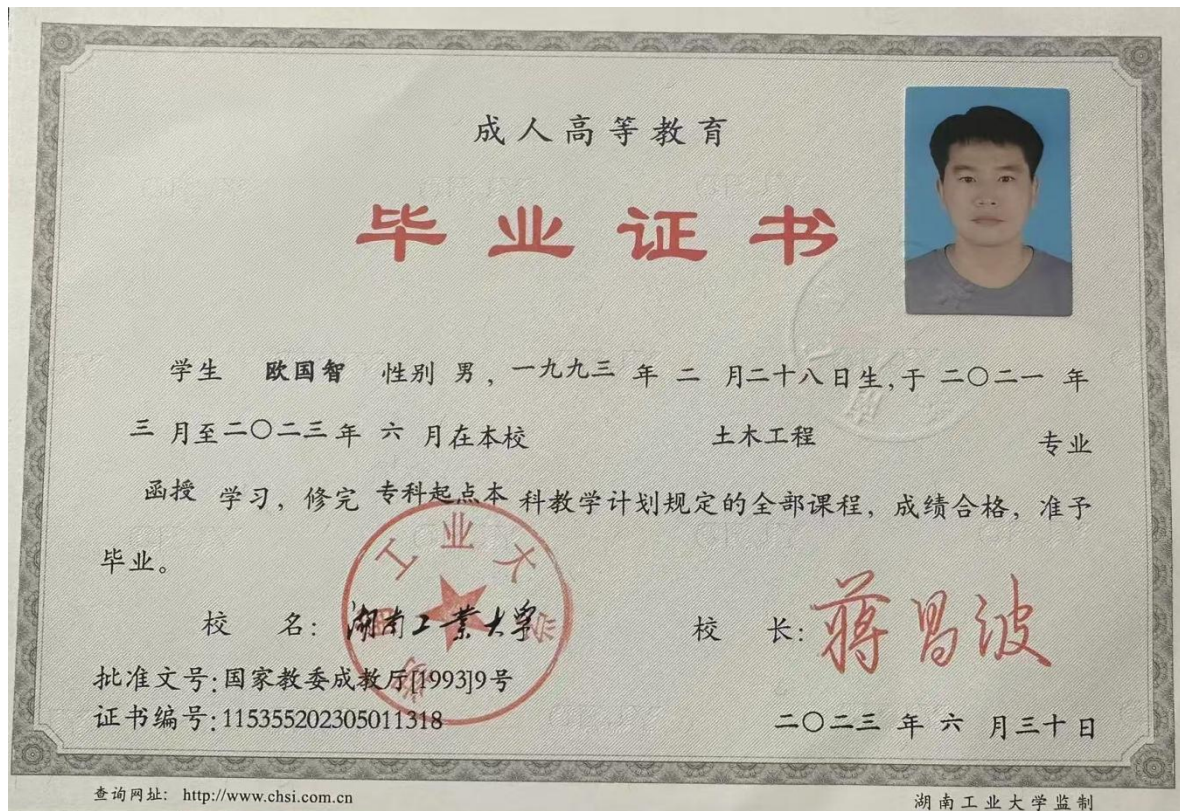 成人高等教育
毕业证书
学生 欧国智 性别 男，一九九三 年 二 月二十八日生，于 二〇二一 年
三 月至二〇二三年 六 月在本校 土木工程 专业
函授 学习，修完 专科起点本 科教学计划规定的全部课程，成绩合格，准予
毕业。
校 名：湖南工業大学 校 长：蒋昌波
湖南工业大学
批准文号：国家教委成教厅[1993]9号
证书编号：115355202305011318
二〇二三 年 六 月三十日
查询网址： http://www.chsi.com.cn
湖南工业大学监制